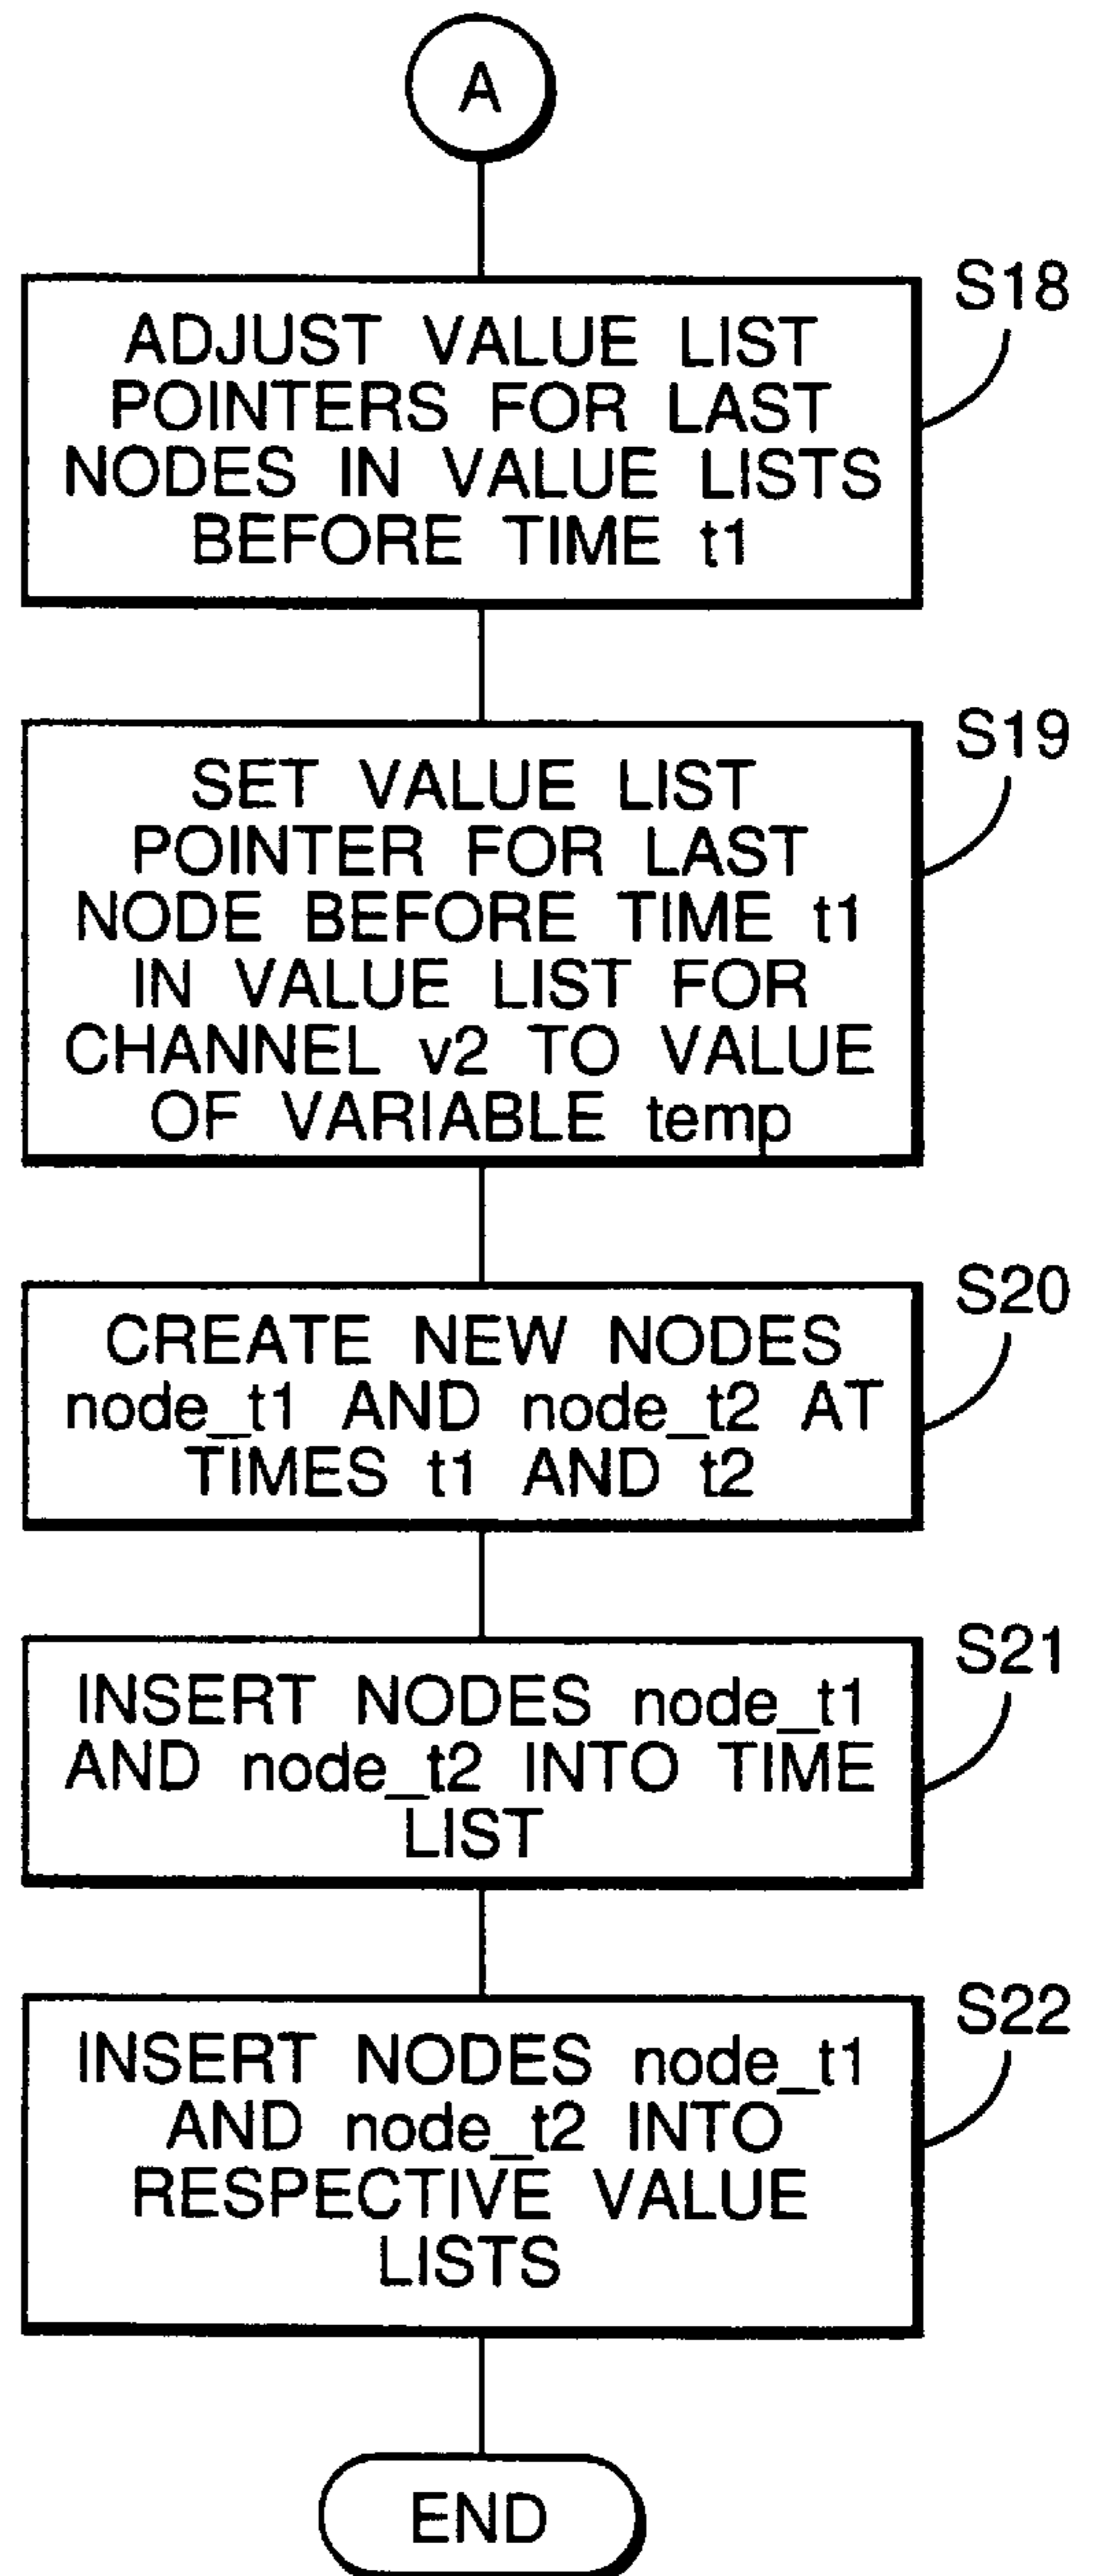 A
S18
ADJUST VALUE LIST
POINTERS FOR LAST
NODES IN VALUE LISTS
BEFORE TIME t1
S19
SET VALUE LIST
POINTER FOR LAST
NODE BEFORE TIME t1
IN VALUE LIST FOR
CHANNEL v2 TO VALUE
OF VARIABLE temp
S20
CREATE NEW NODES
node_t1 AND node_t2 AT
TIMES t1 AND t2
S21
INSERT NODES node_t1
AND node_t2 INTO TIME
LIST
S22
INSERT NODES node_t1
AND node_t2 INTO
RESPECTIVE VALUE
LISTS
END